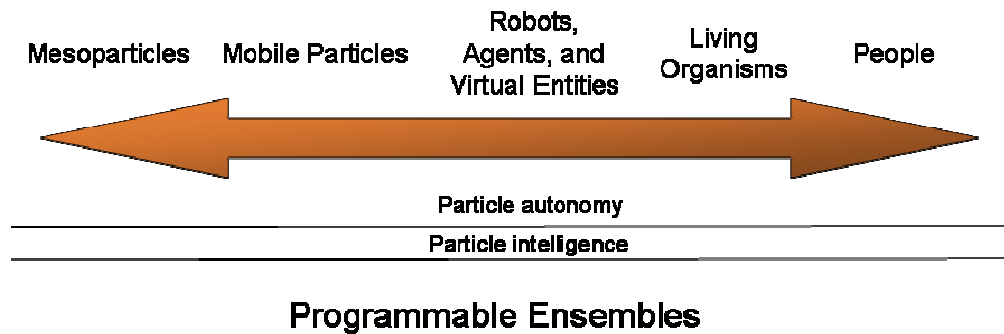 Mesoparticles
Mobile Particles
Robots,
Agents, and
Virtual Entities
Living
Organisms
People
Particle autonomy
Particle intelligence
Programmable Ensembles